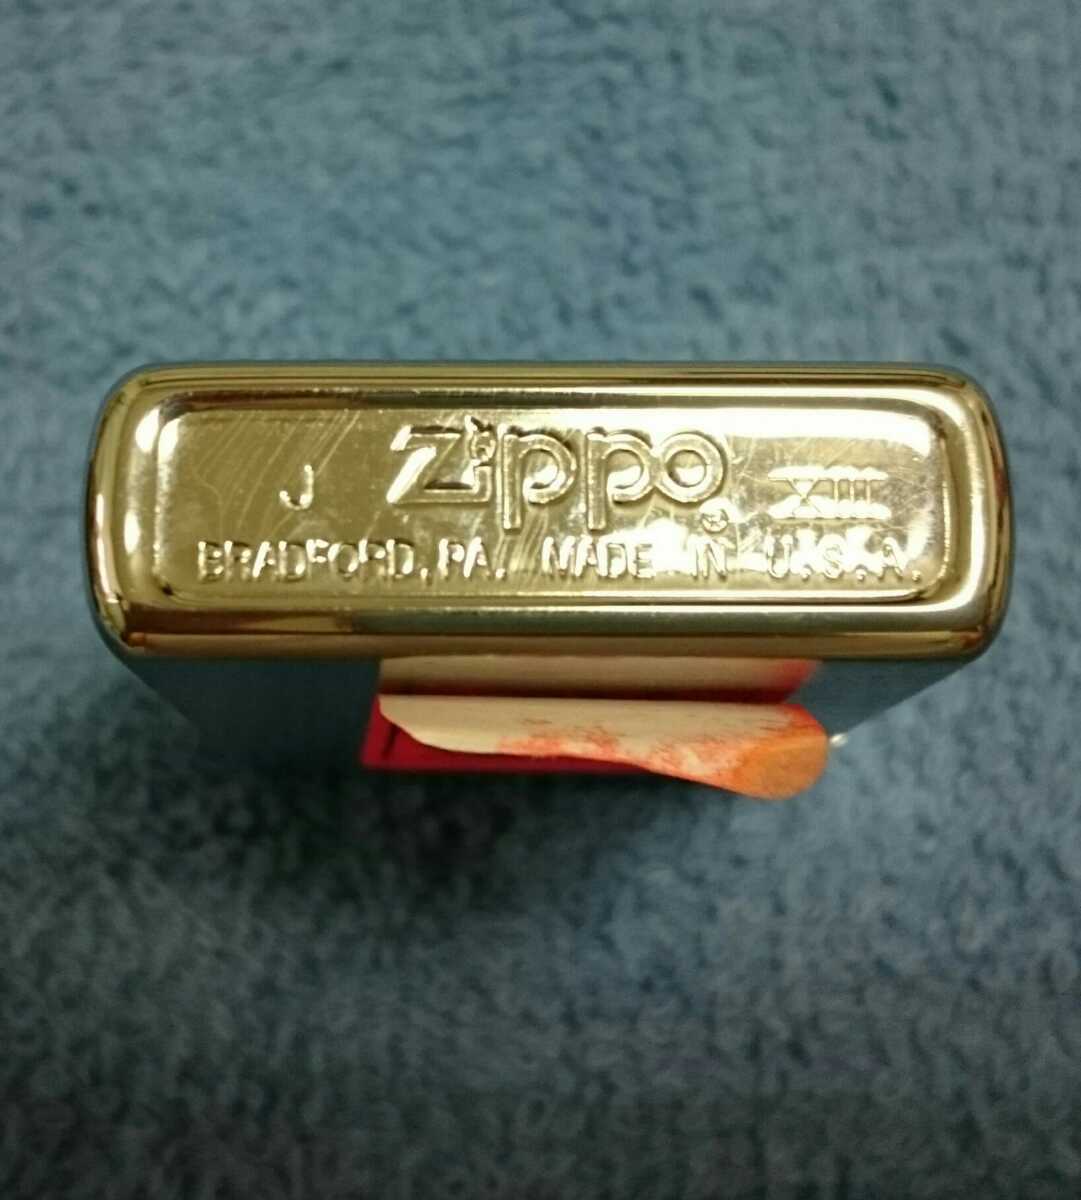 J Zippo ® XIII
BRADFORD, PA. MADE IN U.S.A.